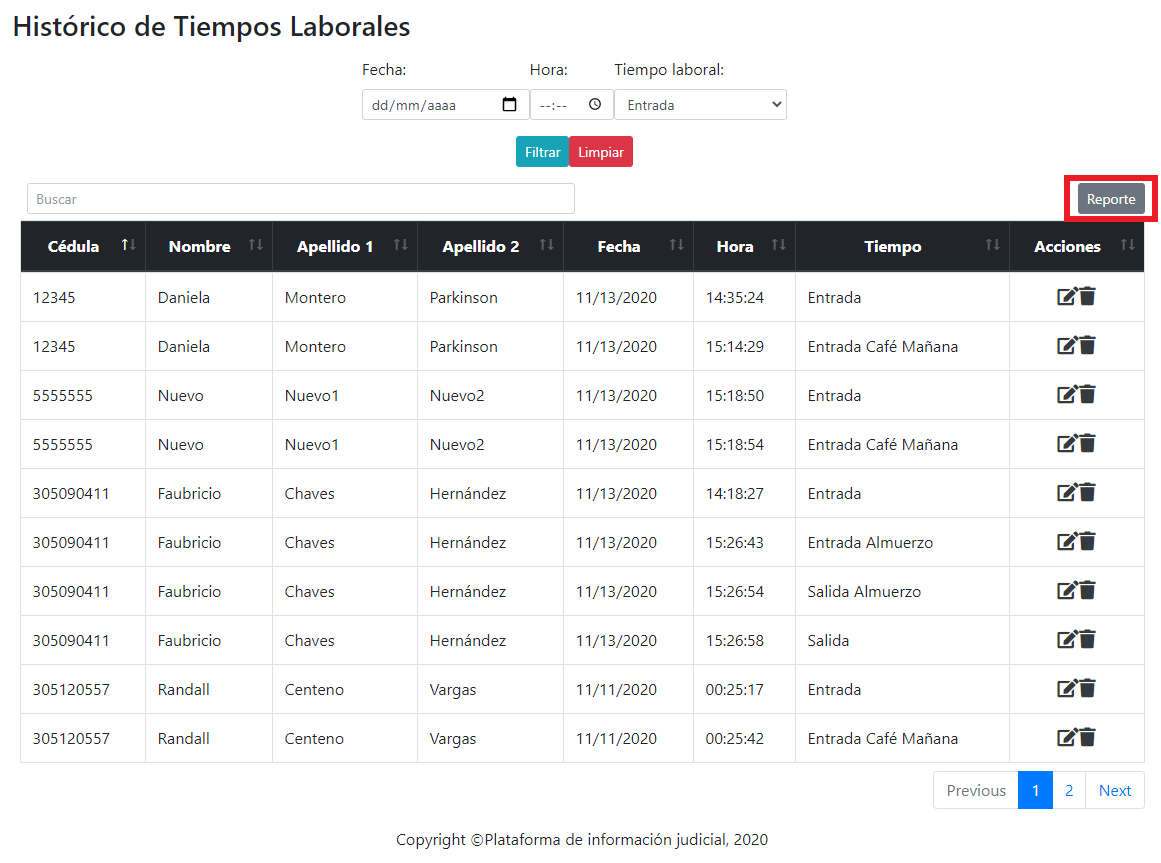 Histórico de Tiempos Laborales
Fecha: Hora: Tiempo laboral:
dd/mm/aaaa --:-- Entrada
Filtrar Limpiar
Buscar Reporte
Cédula Nombre Apellido 1 Apellido 2 Fecha Hora Tiempo Acciones
12345 Daniela Montero Parkinson 11/13/2020 14:35:24 Entrada
12345 Daniela Montero Parkinson 11/13/2020 15:14:29 Entrada Café Mañana
5555555 Nuevo Nuevo1 Nuevo2 11/13/2020 15:18:50 Entrada
5555555 Nuevo Nuevo1 Nuevo2 11/13/2020 15:18:54 Entrada Café Mañana
305090411 Faubricio Chaves Hernández 11/13/2020 14:18:27 Entrada
305090411 Faubricio Chaves Hernández 11/13/2020 15:26:43 Entrada Almuerzo
305090411 Faubricio Chaves Hernández 11/13/2020 15:26:54 Salida Almuerzo
305090411 Faubricio Chaves Hernández 11/13/2020 15:26:58 Salida
305120557 Randall Centeno Vargas 11/11/2020 00:25:17 Entrada
305120557 Randall Centeno Vargas 11/11/2020 00:25:42 Entrada Café Mañana
Previous 1 2 Next
Copyright ©Plataforma de información judicial, 2020